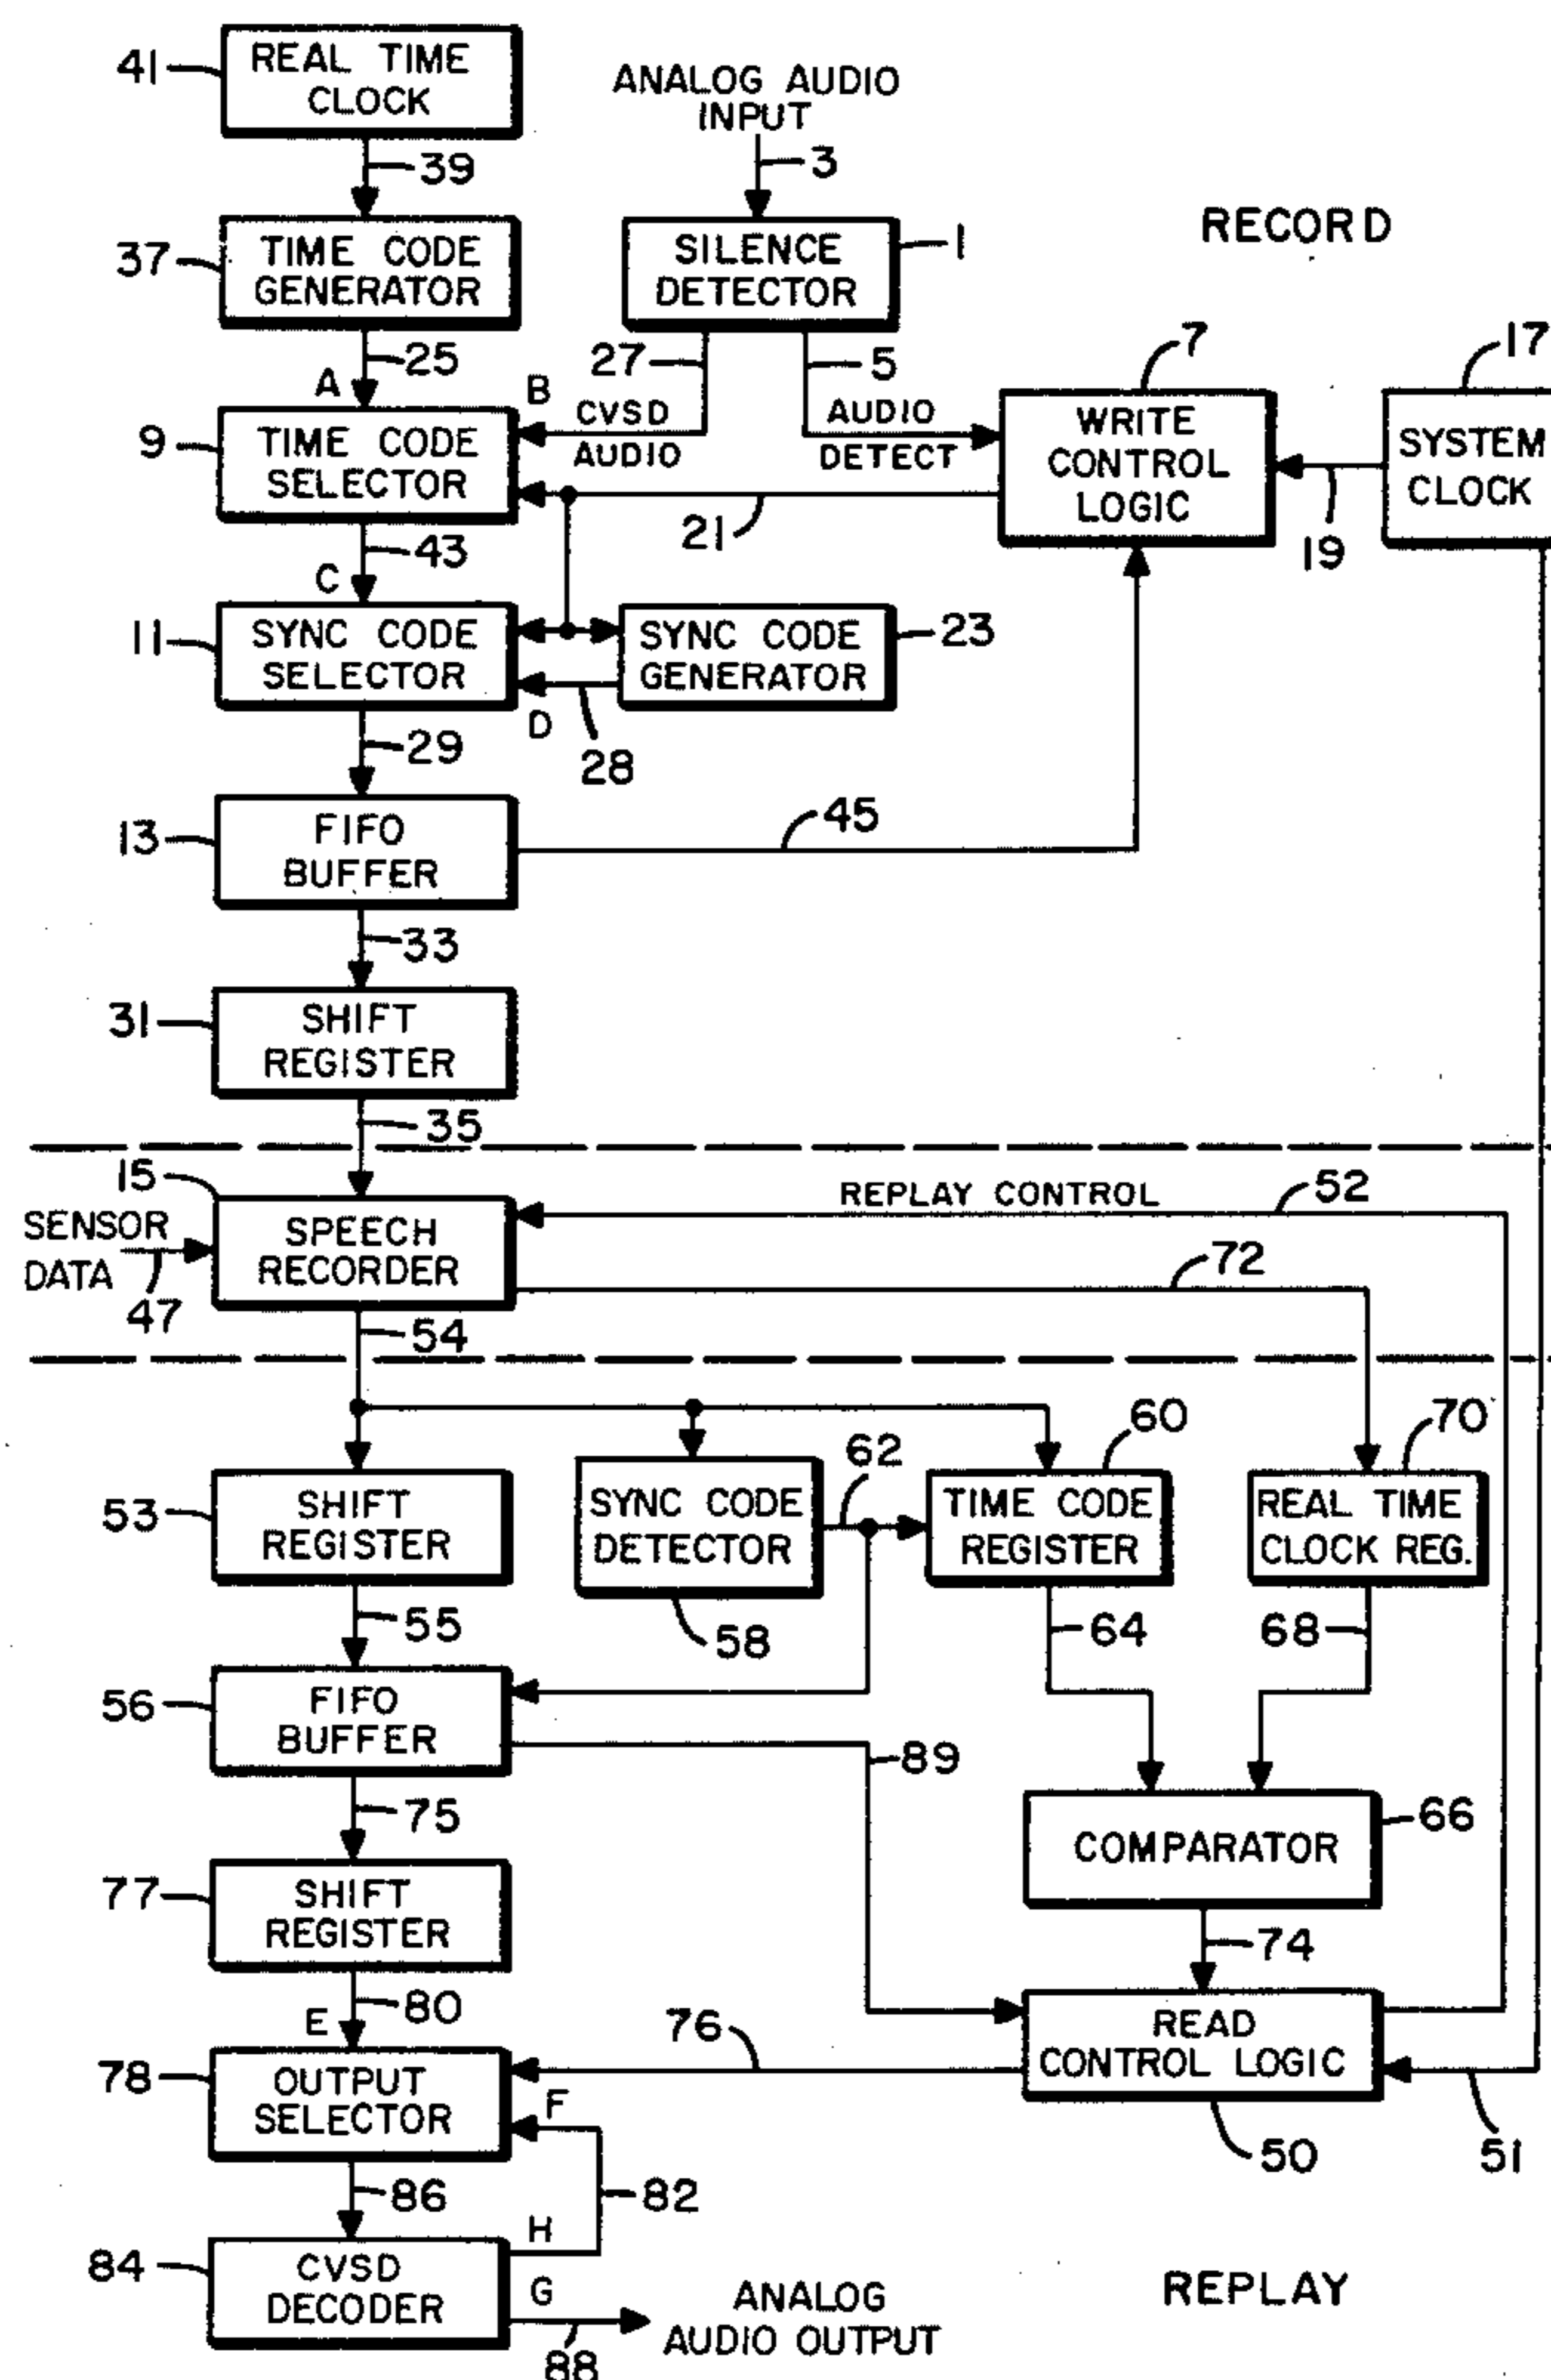 41
REAL TIME
CLOCK
ANALOG AUDIO
INPUT
39
3
RECORD
37
TIME CODE
GENERATOR
SILENCE
DETECTOR
1
25
A
27
5
7
17
B
CVSD
AUDIO
AUDIO
DETECT
9
TIME CODE
SELECTOR
WRITE
CONTROL
LOGIC
SYSTEM
CLOCK
21
19
43
C
11
SYNC CODE
SELECTOR
SYNC CODE
GENERATOR
23
D
28
29
13
FIFO
BUFFER
45
33
31
SHIFT
REGISTER
35
15
SENSOR
DATA
47
SPEECH
RECORDER
REPLAY CONTROL
52
72
54
53
SHIFT
REGISTER
SYNC CODE
DETECTOR
58
62
60
TIME CODE
REGISTER
70
REAL TIME
CLOCK REG.
55
64
68
56
FIFO
BUFFER
89
75
COMPARATOR
66
77
SHIFT
REGISTER
74
80
E
76
READ
CONTROL LOGIC
78
OUTPUT
SELECTOR
F
50
51
86
82
84
CVSD
DECODER
H
G
88
ANALOG
AUDIO OUTPUT
REPLAY